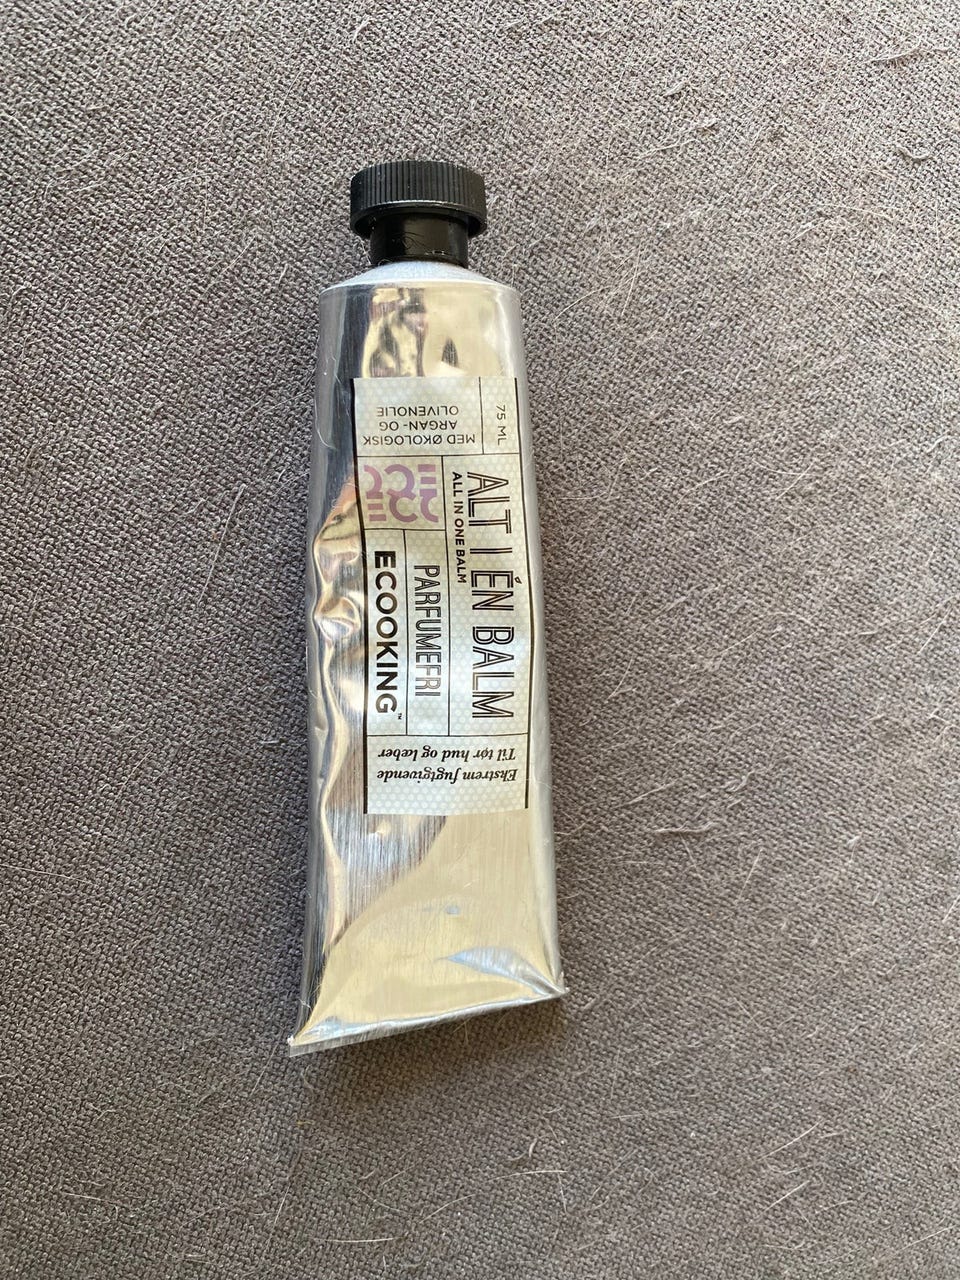 75 ML
MED ØKOLOGISK
ARGAN- OG
OLIVENOLIE
ALT I ÉN BALM
ALL IN ONE BALM
PARFUMEFRI
ECOOKING™
Ekstrem fugtgivende
Til tør hud og læber